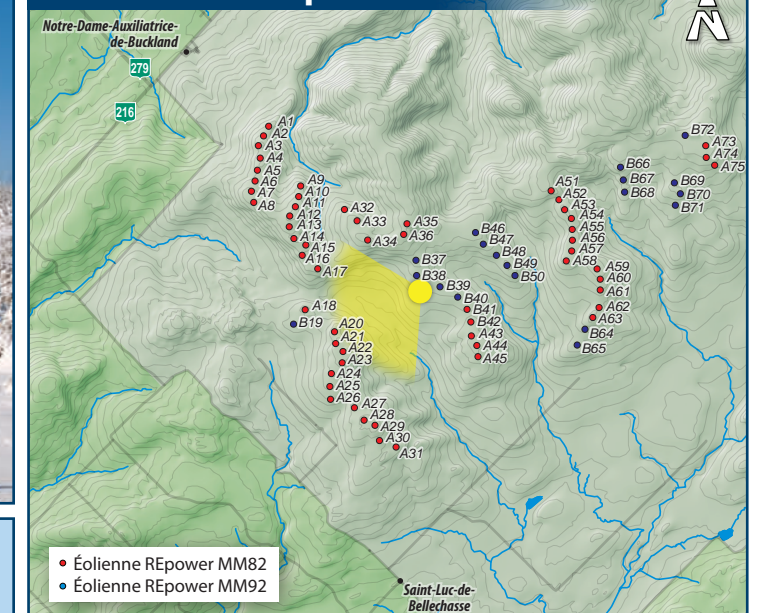 Notre-Dame-Auxiliatrice-
de-Buckland
279
216
N
A1
A2
A3
A4
A5
A6
A7
A8
A9
A10
A11
A12
A13
A14
A15
A16
A17
A18
B19
A20
A21
A22
A23
A24
A25
A26
A27
A28
A29
A30
A31
A32
A33
A34
A35
A36
B37
B38
B39
B40
B41
B42
A43
A44
A45
B46
B47
B48
B49
B50
A51
A52
A53
A54
A55
A56
A57
A58
A59
A60
A61
A62
A63
B64
B65
B66
B67
B68
B69
B70
B71
B72
A73
A74
A75
Éolienne REpower MM82
Éolienne REpower MM92
Saint-Luc-de-
Bellechasse